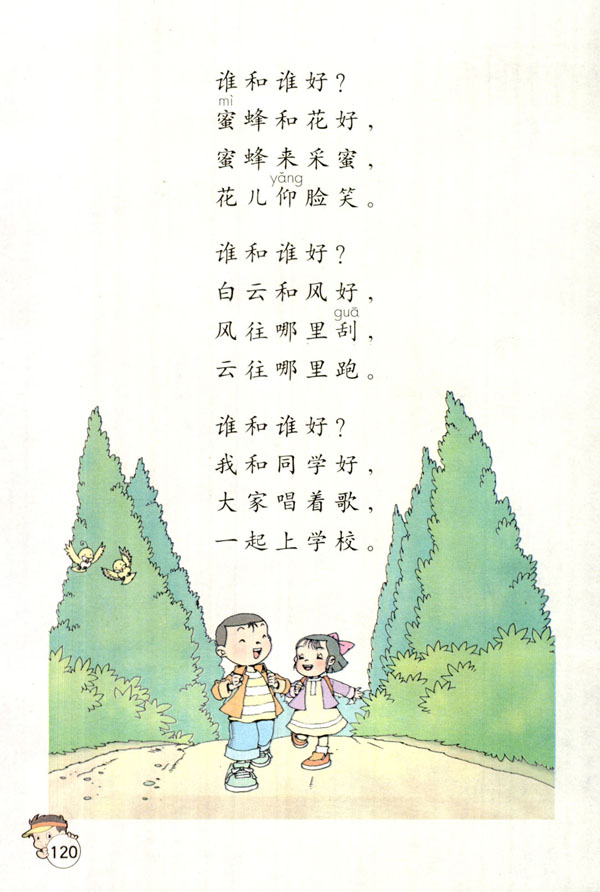 谁和谁好？
mì
蜜蜂和花好，
蜜蜂来采蜜，
yǎng
花儿仰脸笑。
谁和谁好？
白云和风好，
guā
风往哪里刮，
云往哪里跑。
谁和谁好？
我和同学好，
大家唱着歌，
一起上学校。
120